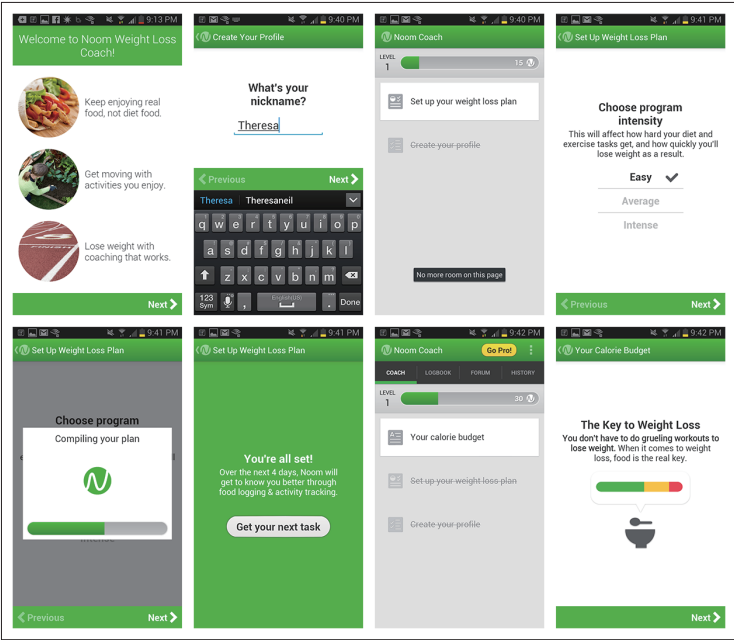 9:13 PM
Welcome to Noom Weight Loss
Coach!
Keep enjoying real
food, not diet food.
Get moving with
activities you enjoy.
FINISH
Lose weight with
coaching that works.
Next
9:40 PM
Create Your Profile
What's your
nickname?
Theresa
Previous
Next
Theresa
Theresaneil
q w e r t y u i o p
a s d f g h j k l
z x c v b n m
123
Sym
,
English(US)
.
Done
9:40 PM
Noom Coach
LEVEL
1
15
Set up your weight loss plan
Create your profile
No more room on this page
9:41 PM
Set Up Weight Loss Plan
Choose program
intensity
This will affect how hard your diet and
exercise tasks get, and how quickly you'll
lose weight as a result.
Easy
Average
Intense
Previous
Next
9:41 PM
Set Up Weight Loss Plan
Choose program
Compiling your plan
Intense
Previous
Next
9:41 PM
Set Up Weight Loss Plan
You're all set!
Over the next 4 days, Noom will
get to know you better through
food logging & activity tracking.
Get your next task
9:42 PM
Noom Coach
Go Pro!
COACH
LOGBOOK
FORUM
HISTORY
LEVEL
1
30
Your calorie budget
Set up your weight loss plan
Create your profile
9:42 PM
Your Calorie Budget
The Key to Weight Loss
You don't have to do grueling workouts to
lose weight. When it comes to weight
loss, food is the real key.
Next